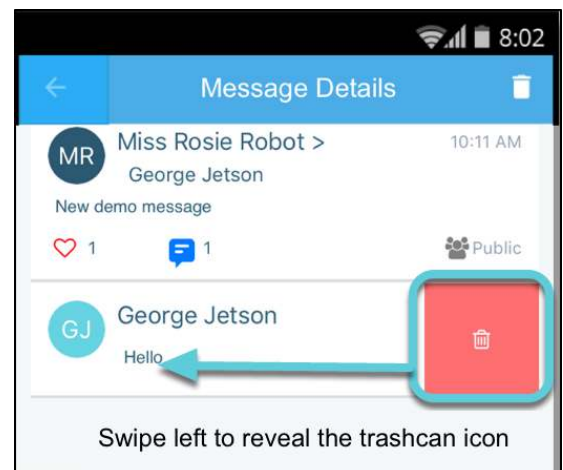 8:02
Message Details
MR
Miss Rosie Robot >
10:11 AM
George Jetson
New demo message
1
1
Public
GJ
George Jetson
Hello
Swipe left to reveal the trashcan icon